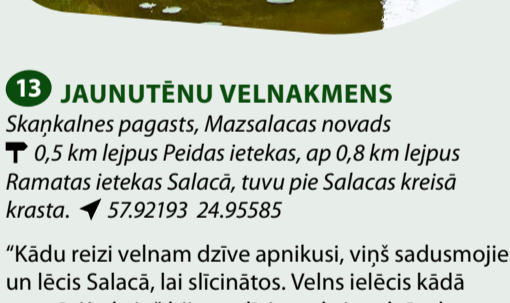 13 JAUNUTĒNU VELNAKMENS
Skaņkalnes pagasts, Mazsalacas novads
0,5 km lejpus Peidas ietekas, ap 0,8 km lejpus
Ramatas ietekas Salacā, tuvu pie Salacas kreisā
krasta. 57.92193 24.95585
“Kādu reizi velnam dzīve apnikusi, viņš sadusmojies
un lēcis Salacā, lai slīcinātos. Velns ielēcis kādā